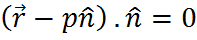 (r⃗ − pn̂) . n̂ = 0